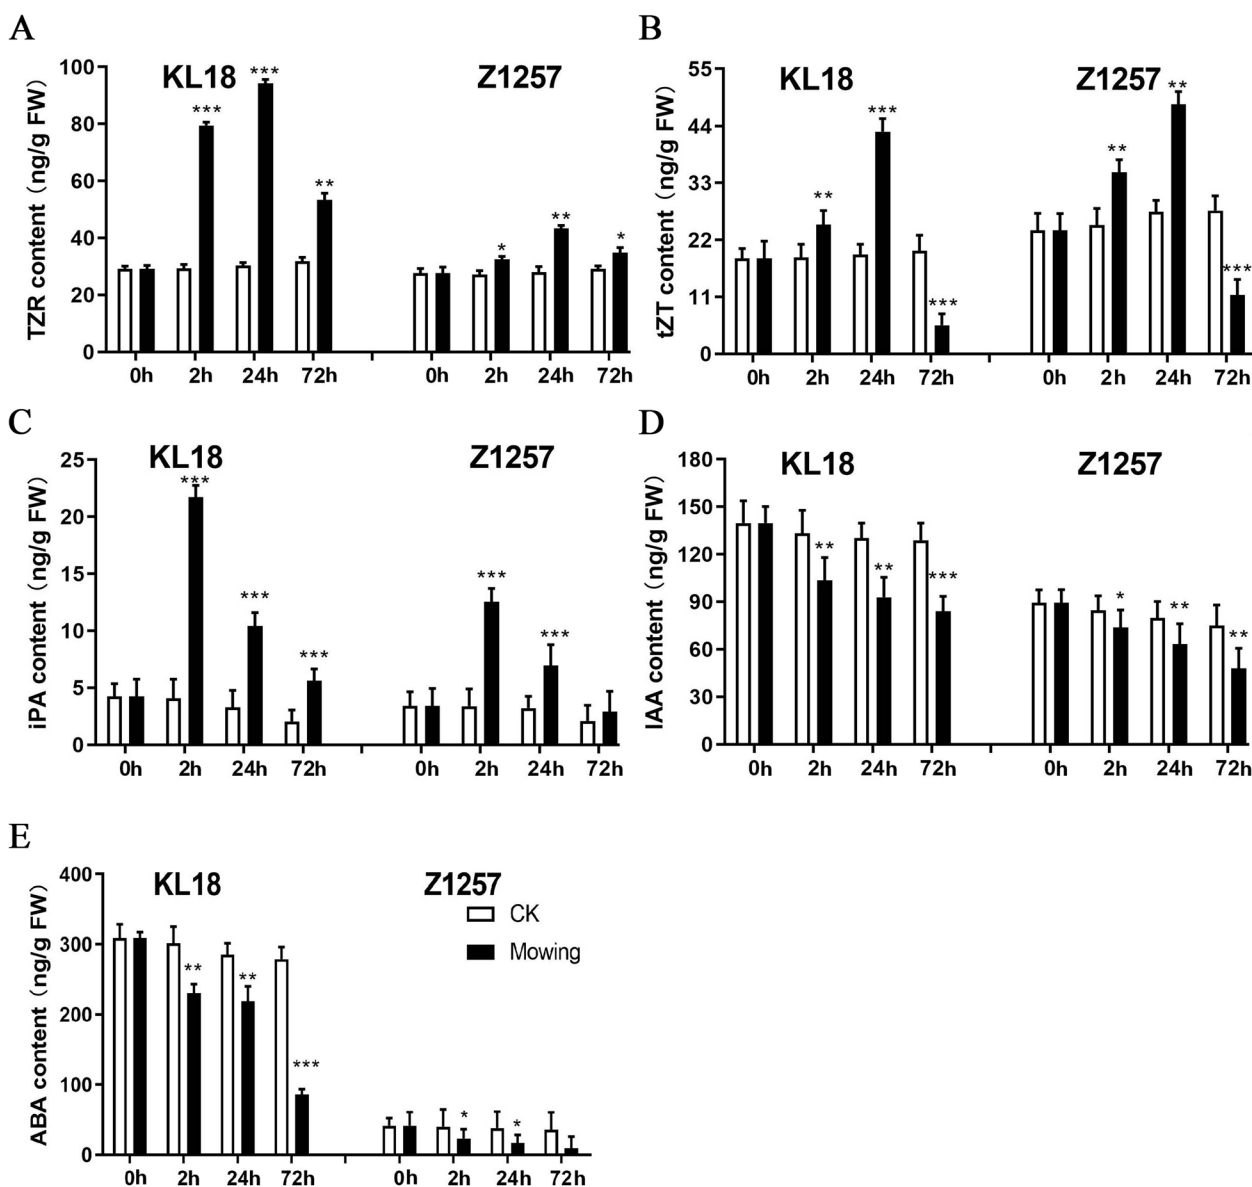 A
TZR content (ng/g FW)
KL18
Z1257
100
80
60
40
20
0
***
***
**
*
**
*
0h 2h 24h 72h 0h 2h 24h 72h
B
tZT content (ng/g FW)
KL18
Z1257
55
44
33
22
11
0
**
***
***
**
**
***
0h 2h 24h 72h 0h 2h 24h 72h
C
iPA content (ng/g FW)
KL18
Z1257
25
20
15
10
5
0
***
***
***
***
***
0h 2h 24h 72h 0h 2h 24h 72h
D
IAA content (ng/g FW)
KL18
Z1257
180
150
120
90
60
30
0
**
**
***
*
**
**
0h 2h 24h 72h 0h 2h 24h 72h
E
ABA content (ng/g FW)
KL18
Z1257
CK
Mowing
400
300
200
100
0
**
**
***
*
*
0h 2h 24h 72h 0h 2h 24h 72h